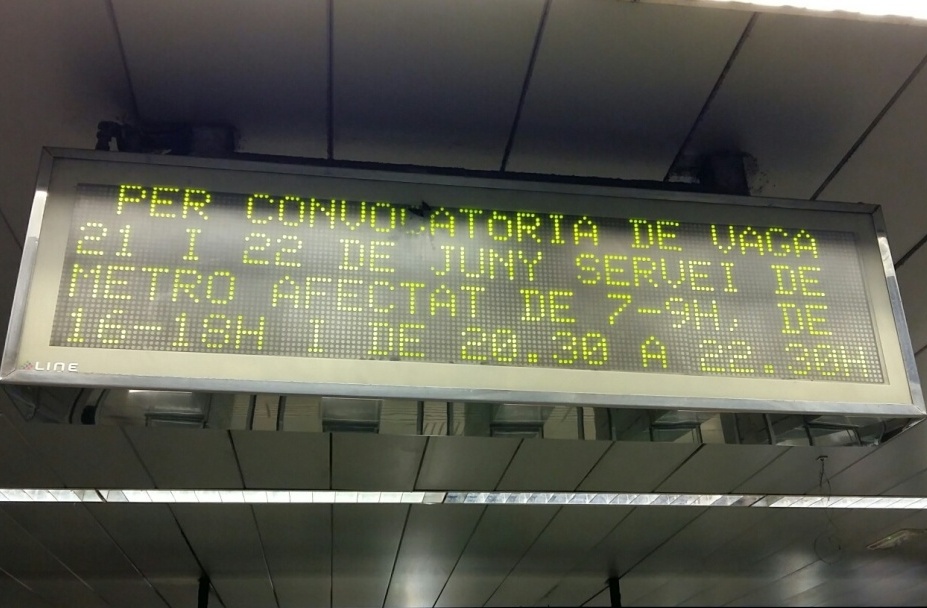 PER CONVOCATORIA DE VAGA
21 I 22 DE JUNY SERVEI DE
METRO AFECTAT DE 7-9H, DE
16-18H I DE 20.30 A 22.30H
LINE